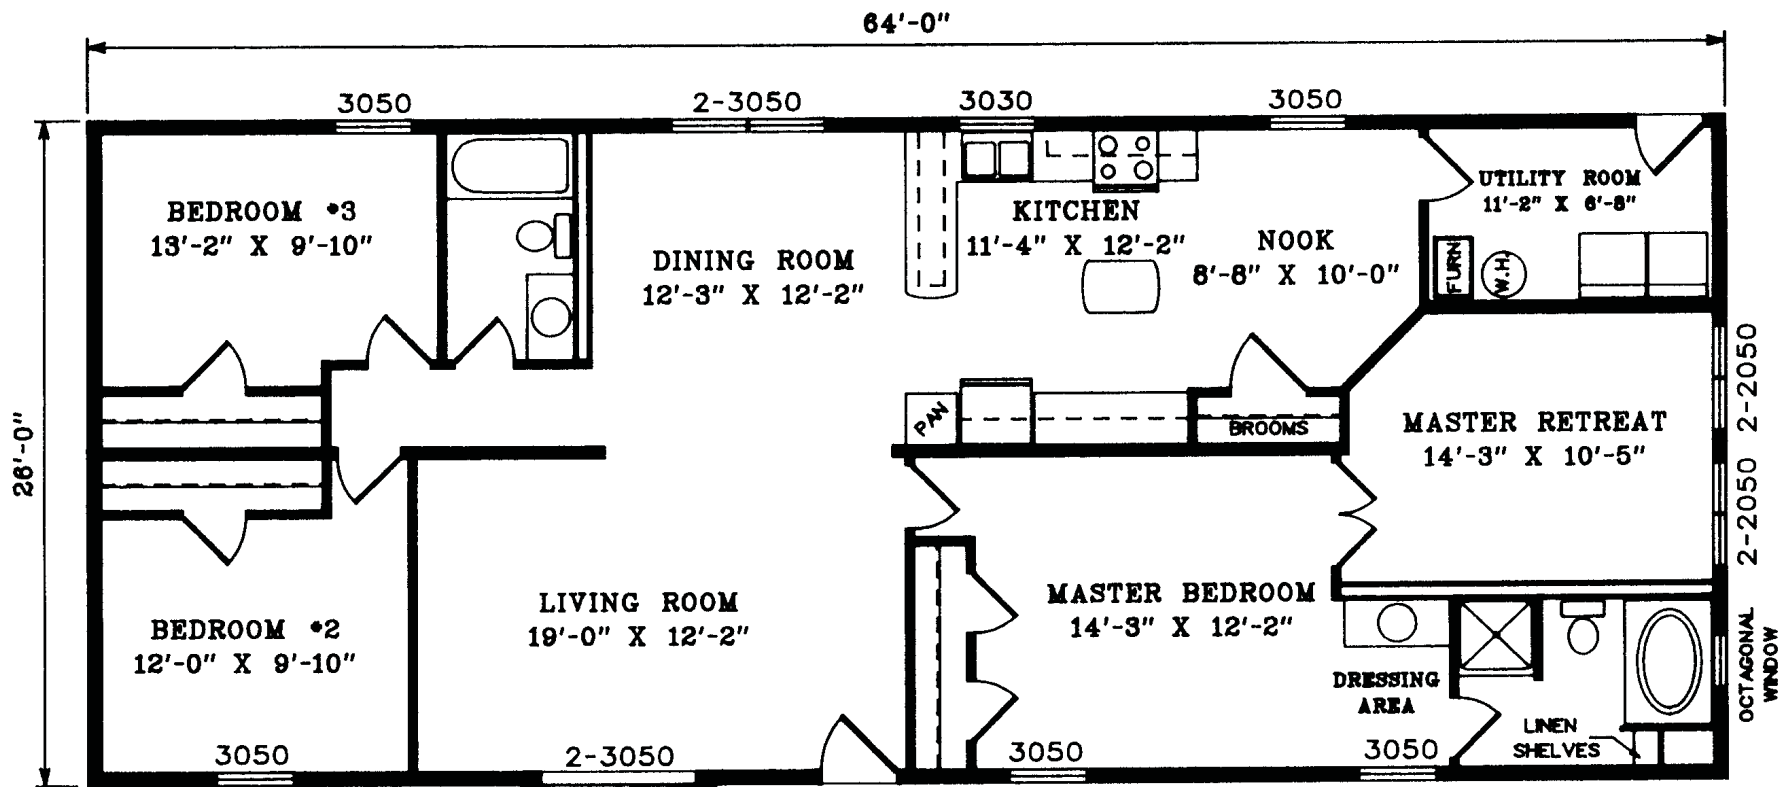 64'-0"
3050
2-3050
3030
3050
26'-0"
BEDROOM #3
13'-2" X 9'-10"
DINING ROOM
12'-3" X 12'-2"
KITCHEN
11'-4" X 12'-2"
NOOK
8'-8" X 10'-0"
UTILITY ROOM
11'-2" X 6'-8"
FURN
W.H.
PAN
BROOMS
MASTER RETREAT
14'-3" X 10'-5"
2-2050
2-2050
BEDROOM #2
12'-0" X 9'-10"
LIVING ROOM
19'-0" X 12'-2"
MASTER BEDROOM
14'-3" X 12'-2"
DRESSING
AREA
LINEN
SHELVES
OCTAGONAL
WINDOW
3050
2-3050
3050
3050